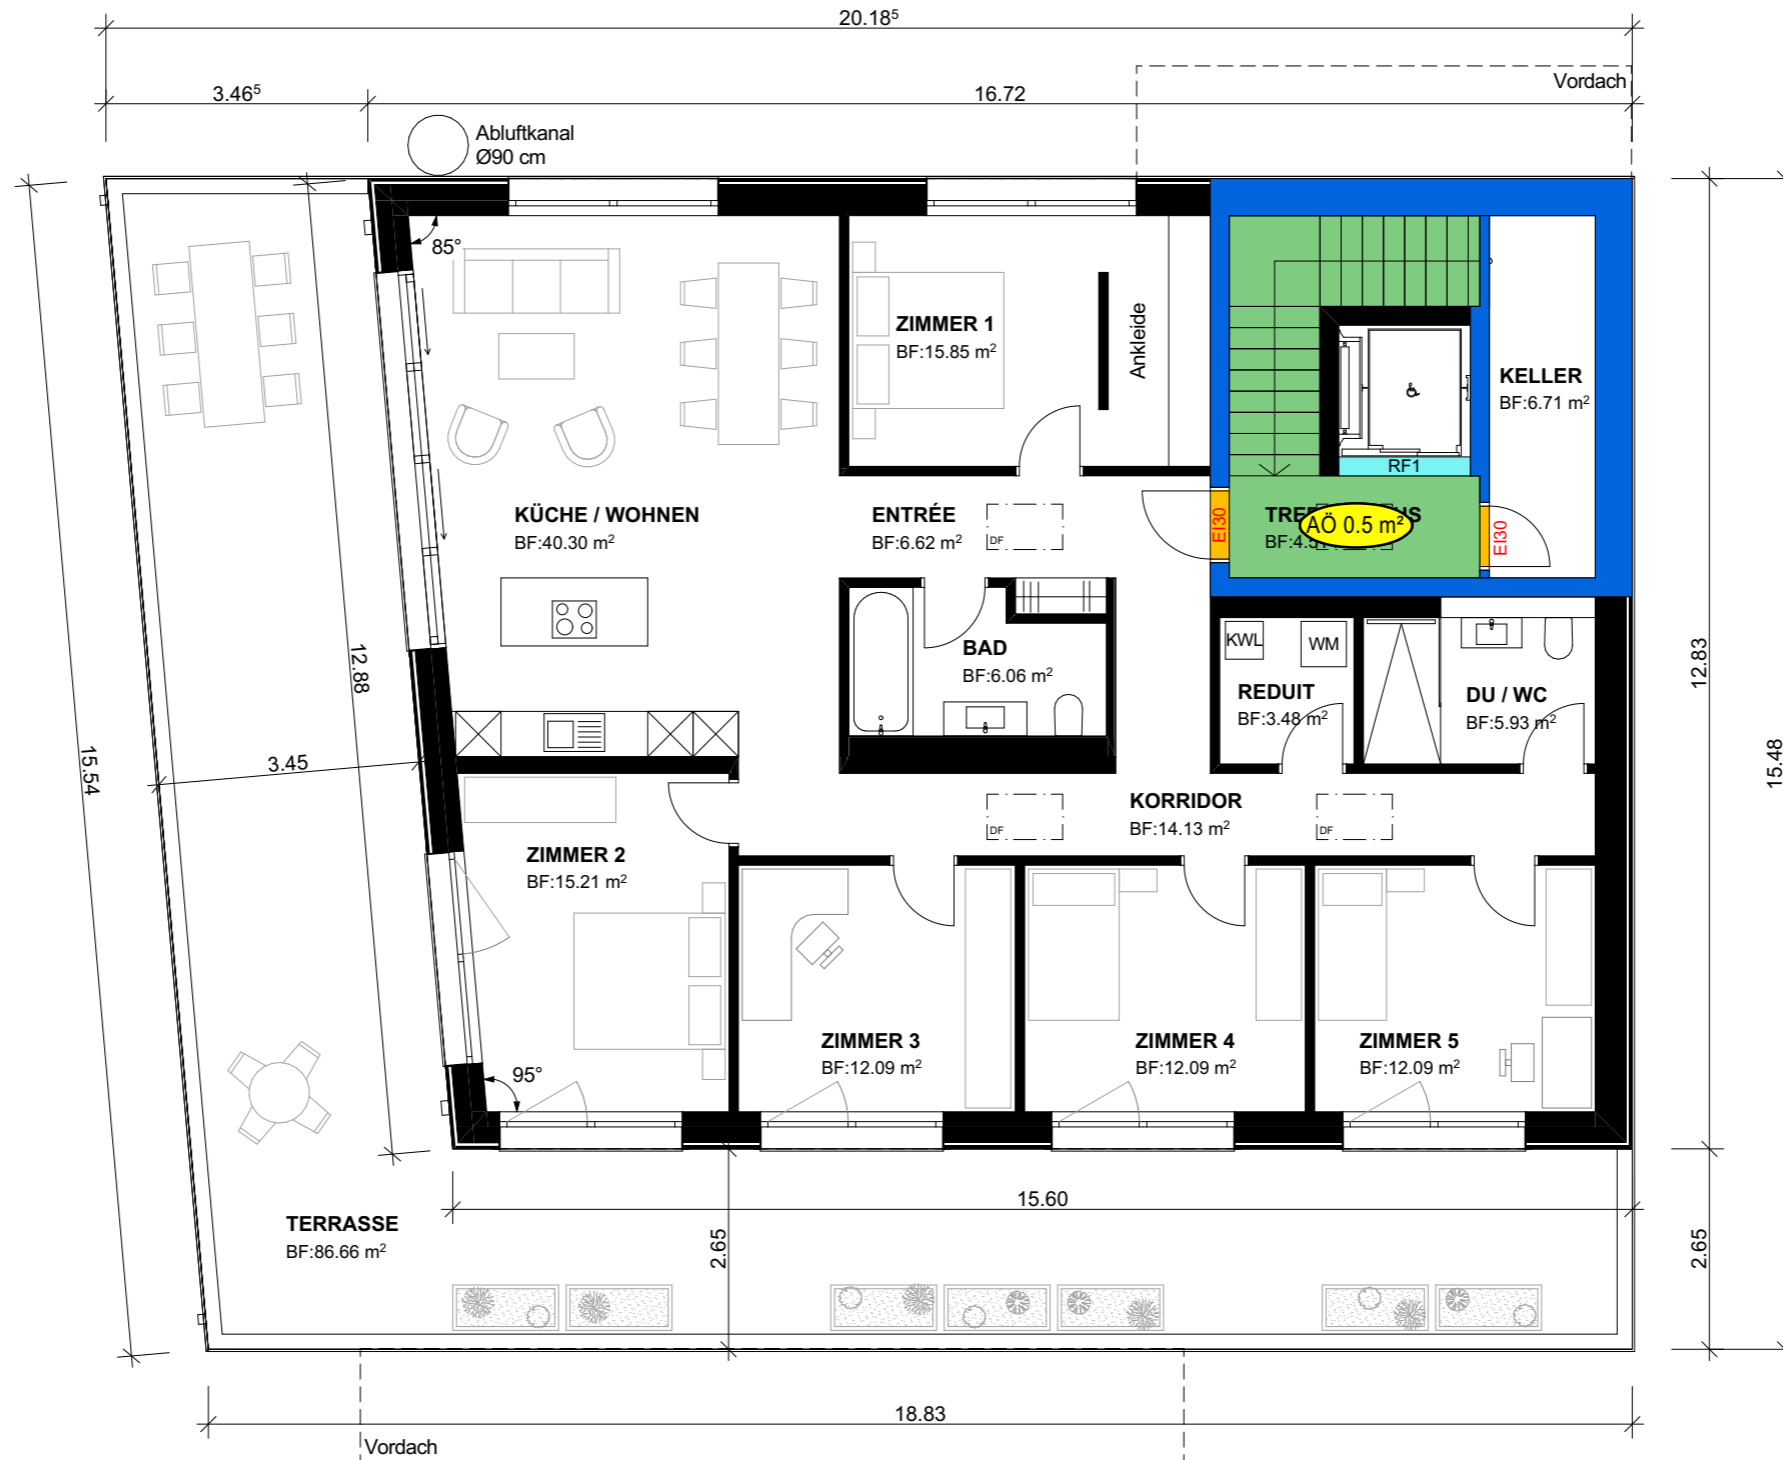 20.18⁵
Vordach
3.46⁵
16.72
Abluftkanal
Ø90 cm
85°
ZIMMER 1
BF:15.85 m²
Ankleide
KELLER
BF:6.71 m²
RF1
KÜCHE / WOHNEN
BF:40.30 m²
ENTRÉE
BF:6.62 m²
DF
EI30
AÖ 0.5 m²
EI30
12.88
12.83
15.48
15.54
3.45
BAD
BF:6.06 m²
KWL
WM
REDUIT
BF:3.48 m²
DU / WC
BF:5.93 m²
KORRIDOR
BF:14.13 m²
DF
DF
ZIMMER 2
BF:15.21 m²
ZIMMER 3
BF:12.09 m²
ZIMMER 4
BF:12.09 m²
ZIMMER 5
BF:12.09 m²
95°
15.60
2.65
2.65
TERRASSE
BF:86.66 m²
18.83
Vordach